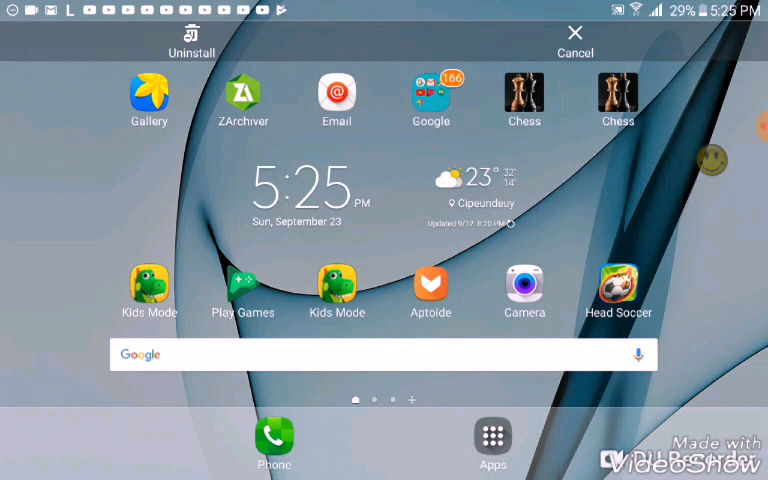 L 29% 5:25 PM
Uninstall Cancel
166
Gallery ZArchiver Email Google Chess Chess
5:25 PM 23° 32°
14°
Sun, September 23 Cipeundeuy
Updated 9/12, 8:20 PM
Kids Mode Play Games Kids Mode Aptoide Camera Head Soccer
Google
Phone Apps
Made with
VideoShow